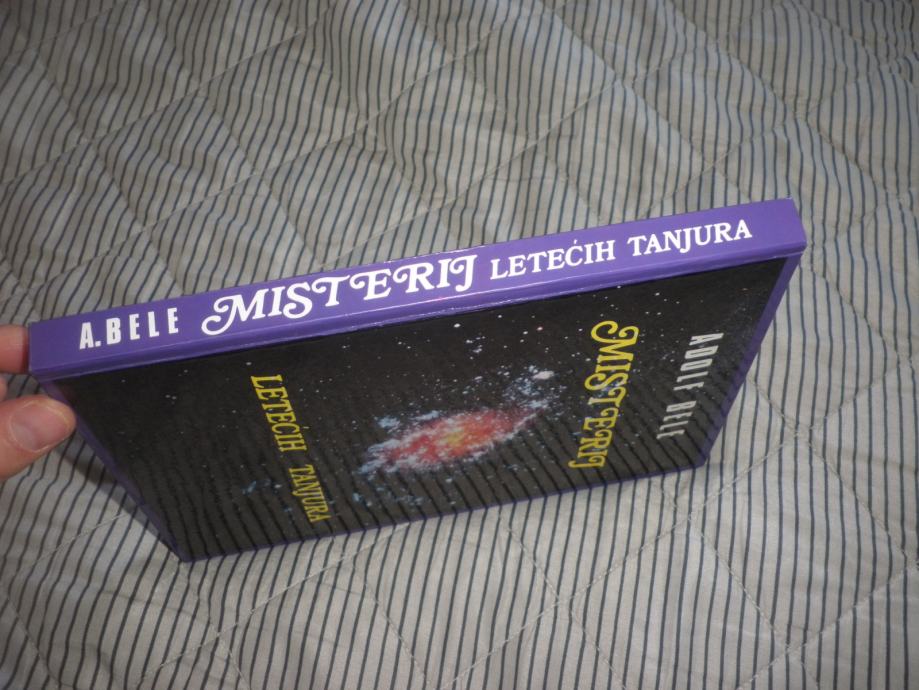 A. BELE MISTERIJ LETEĆIH TANJURA
ADOLF BELE
MISTERIJ
LETEĆIH TANJURA